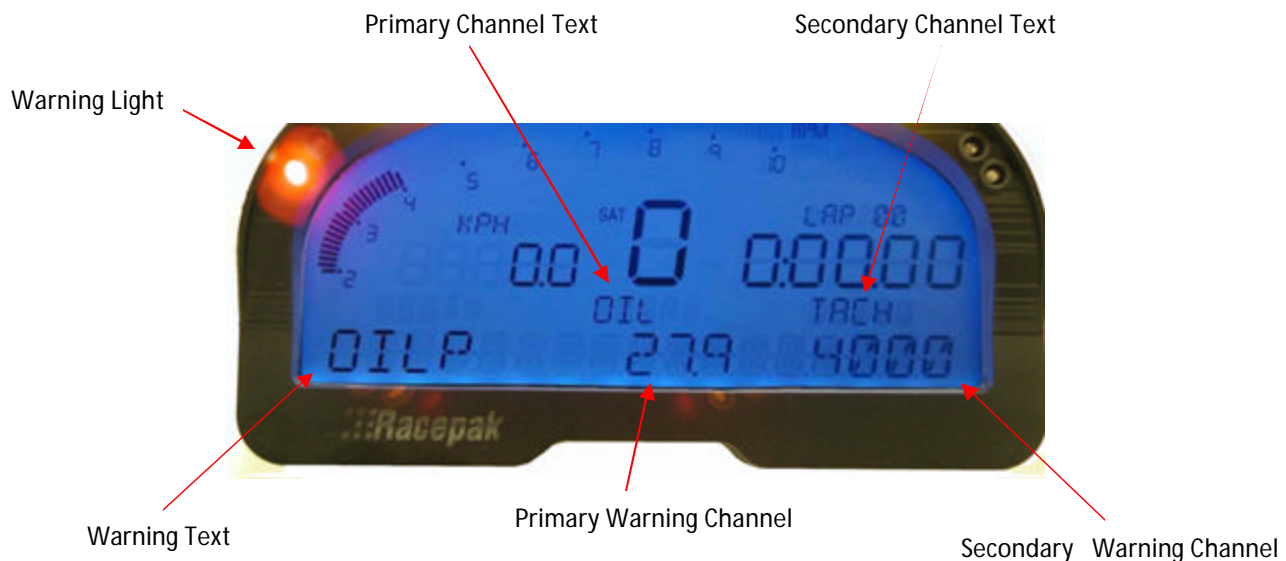 Primary Channel Text
Secondary Channel Text
Warning Light
RPM
5 6 7 8 9 10
2 3 4
KPH
SAT
LAP 00
0.0
0
0:00.00
OIL
TACH
OILP
27.9
4000
Racepak
Warning Text
Primary Warning Channel
Secondary Warning Channel